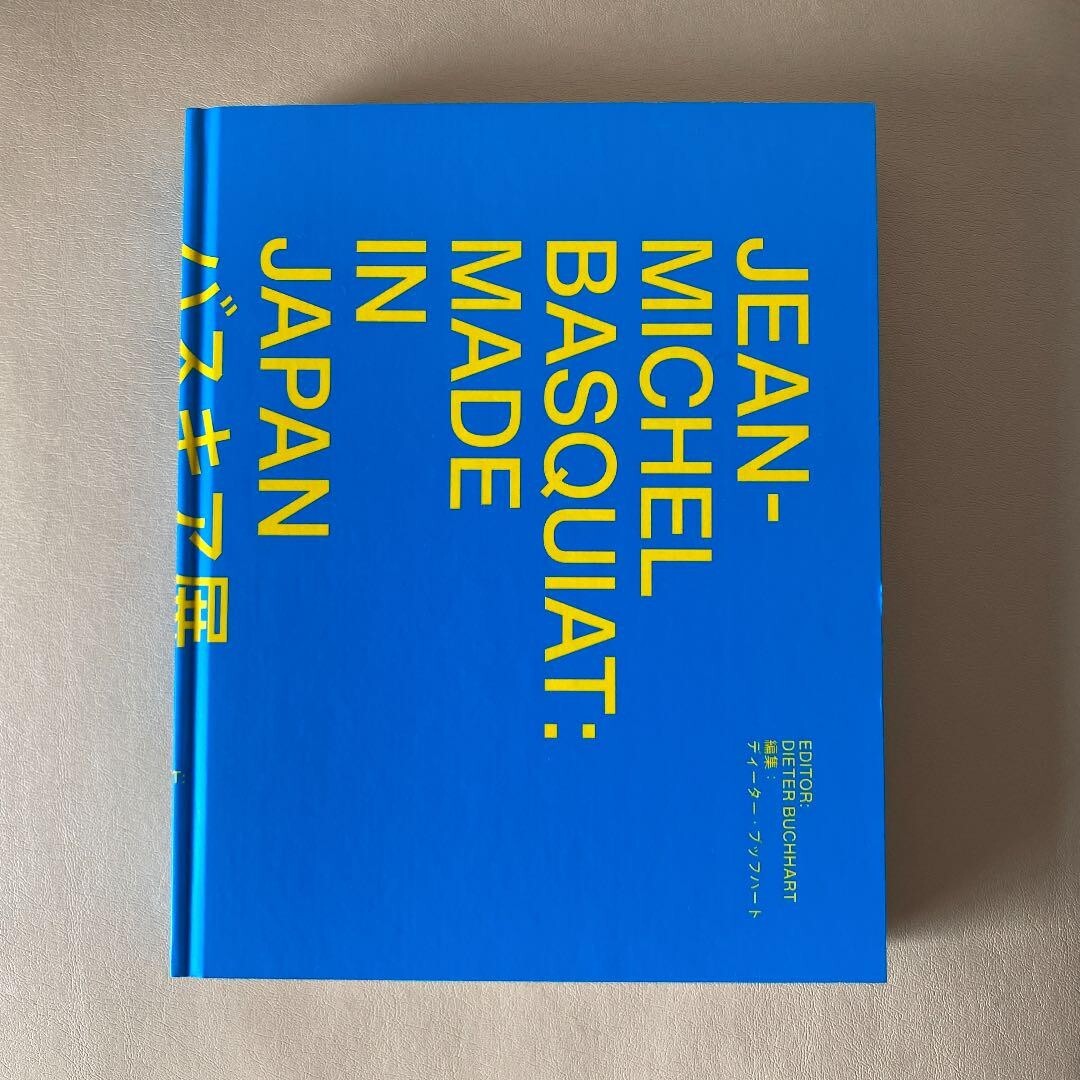 JEAN-
MICHEL
BASQUIAT:
MADE
IN
JAPAN
バスキア展
EDITOR:
DIETER BUCHHART
編集：
ディーター・ブッフハート